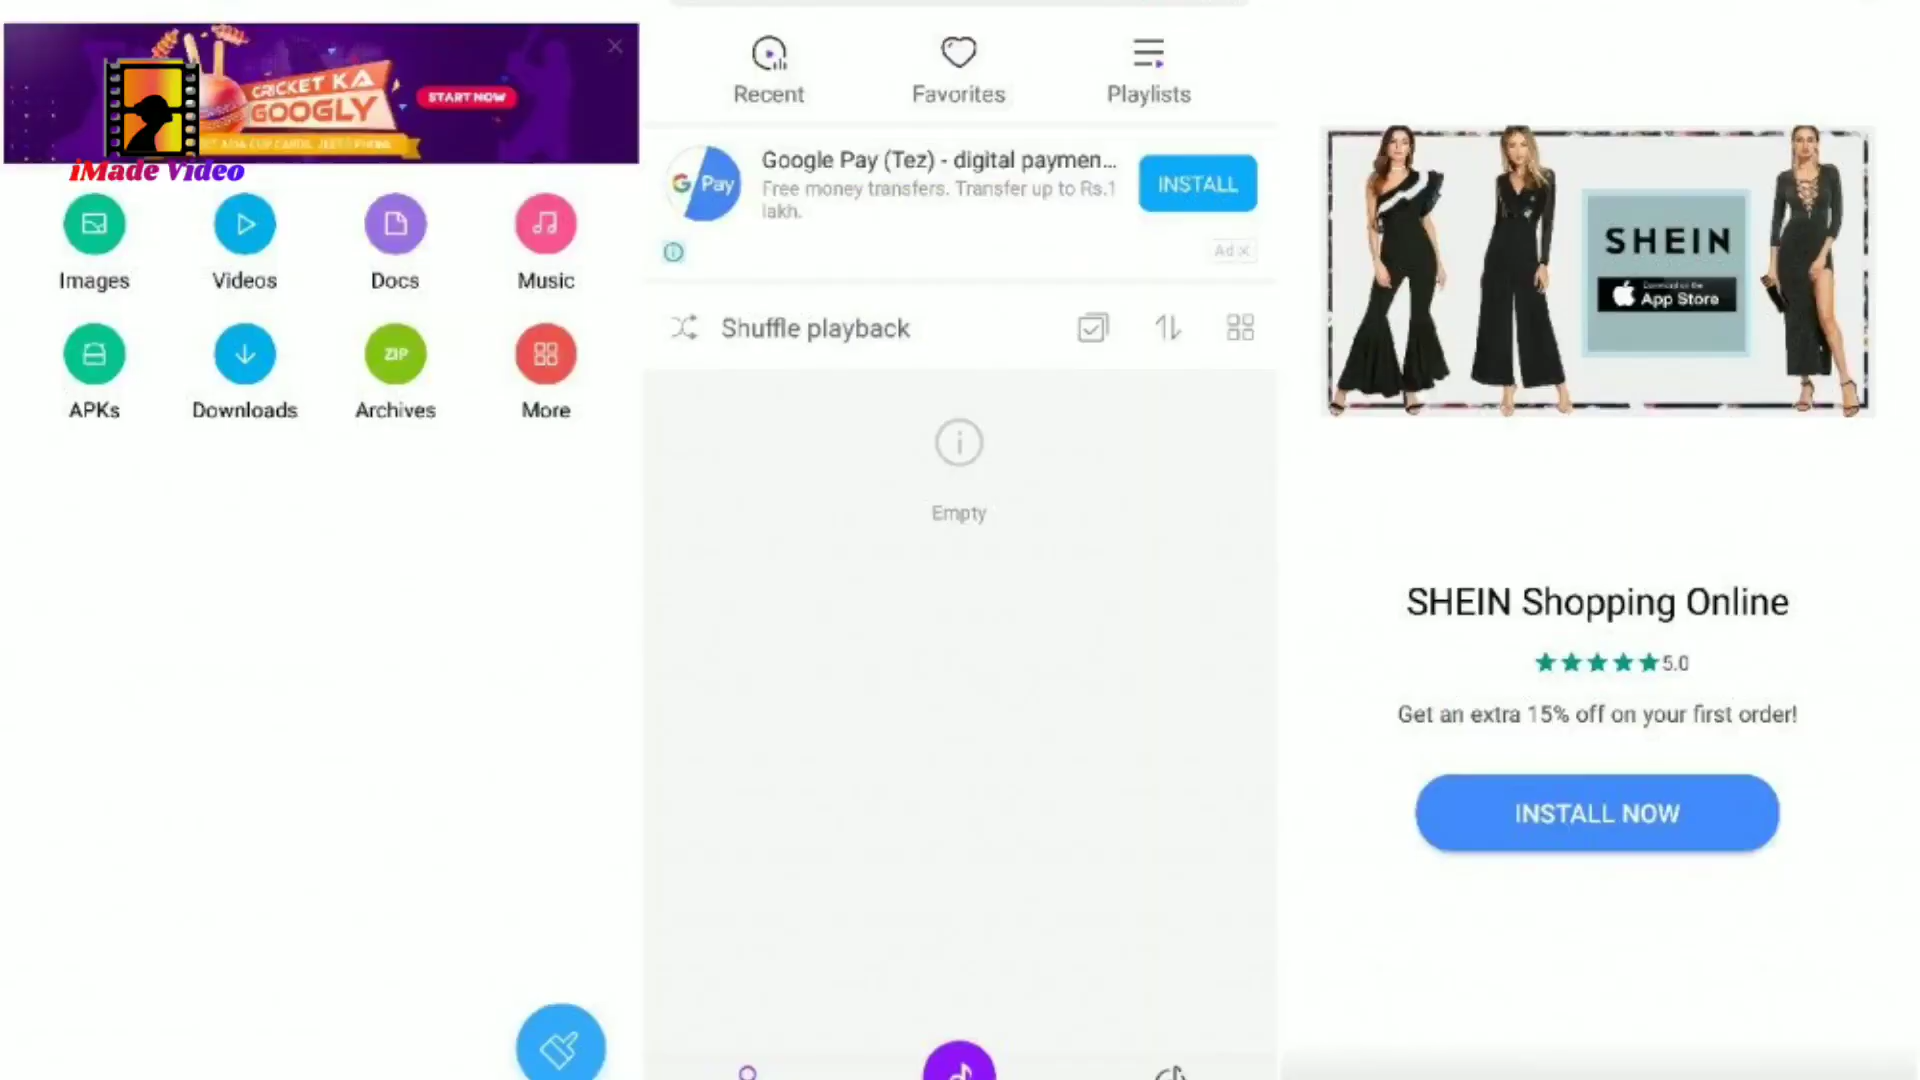 CRICKET KA
GOOGLY
START NOW
iMade Video
Images
Videos
Docs
Music
APKs
Downloads
ZIP
Archives
More
Recent
Favorites
Playlists
G Pay
Google Pay (Tez) - digital paymen...
Free money transfers. Transfer up to Rs.1
lakh.
INSTALL
Ad X
Shuffle playback
Empty
SHEIN
Download on the
App Store
SHEIN Shopping Online
5.0
Get an extra 15% off on your first order!
INSTALL NOW